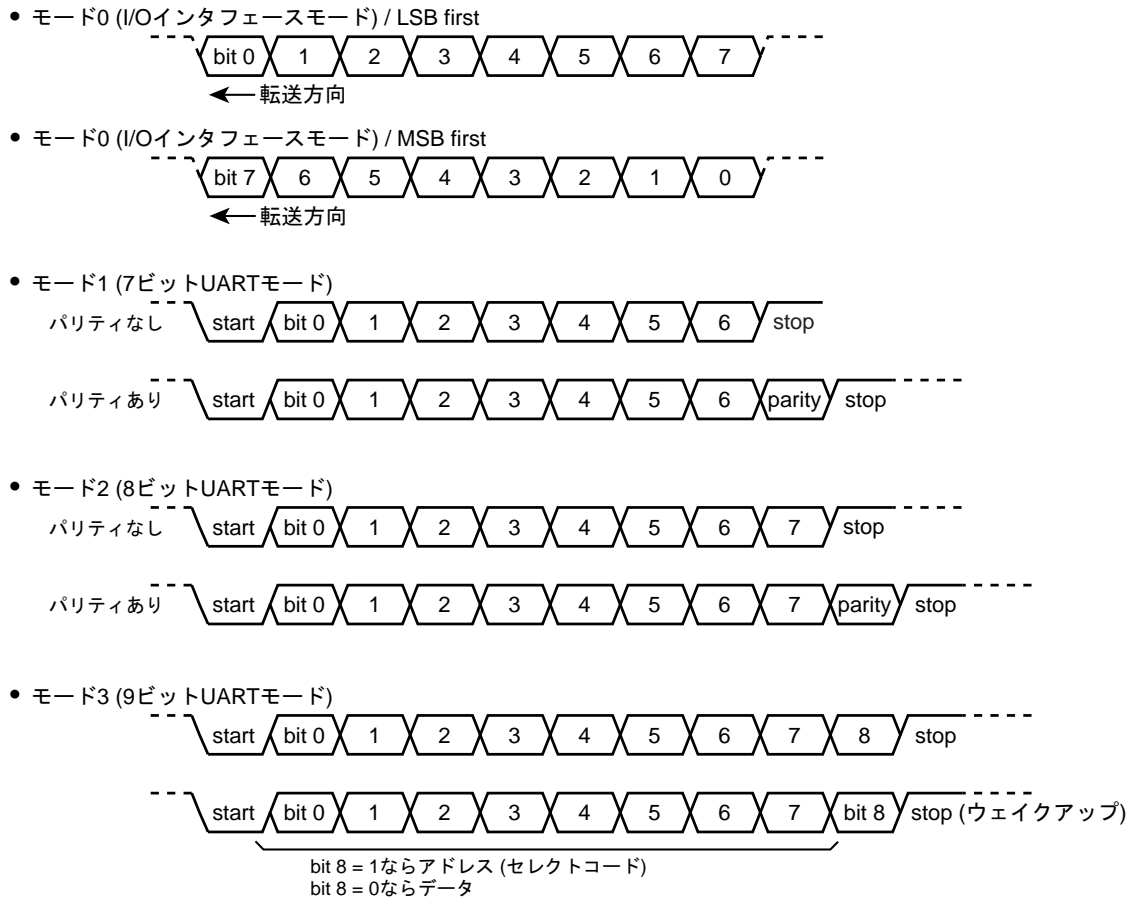 ● モード0 (I/Oインタフェースモード) / LSB first
bit 0 1 2 3 4 5 6 7
転送方向
● モード0 (I/Oインタフェースモード) / MSB first
bit 7 6 5 4 3 2 1 0
転送方向
● モード1 (7ビットUARTモード)
パリティなし start bit 0 1 2 3 4 5 6 stop
パリティあり start bit 0 1 2 3 4 5 6 parity stop
● モード2 (8ビットUARTモード)
パリティなし start bit 0 1 2 3 4 5 6 7 stop
パリティあり start bit 0 1 2 3 4 5 6 7 parity stop
● モード3 (9ビットUARTモード)
start bit 0 1 2 3 4 5 6 7 8 stop
start bit 0 1 2 3 4 5 6 7 bit 8 stop (ウェイクアップ)
bit 8 = 1ならアドレス (セレクトコード)
bit 8 = 0ならデータ